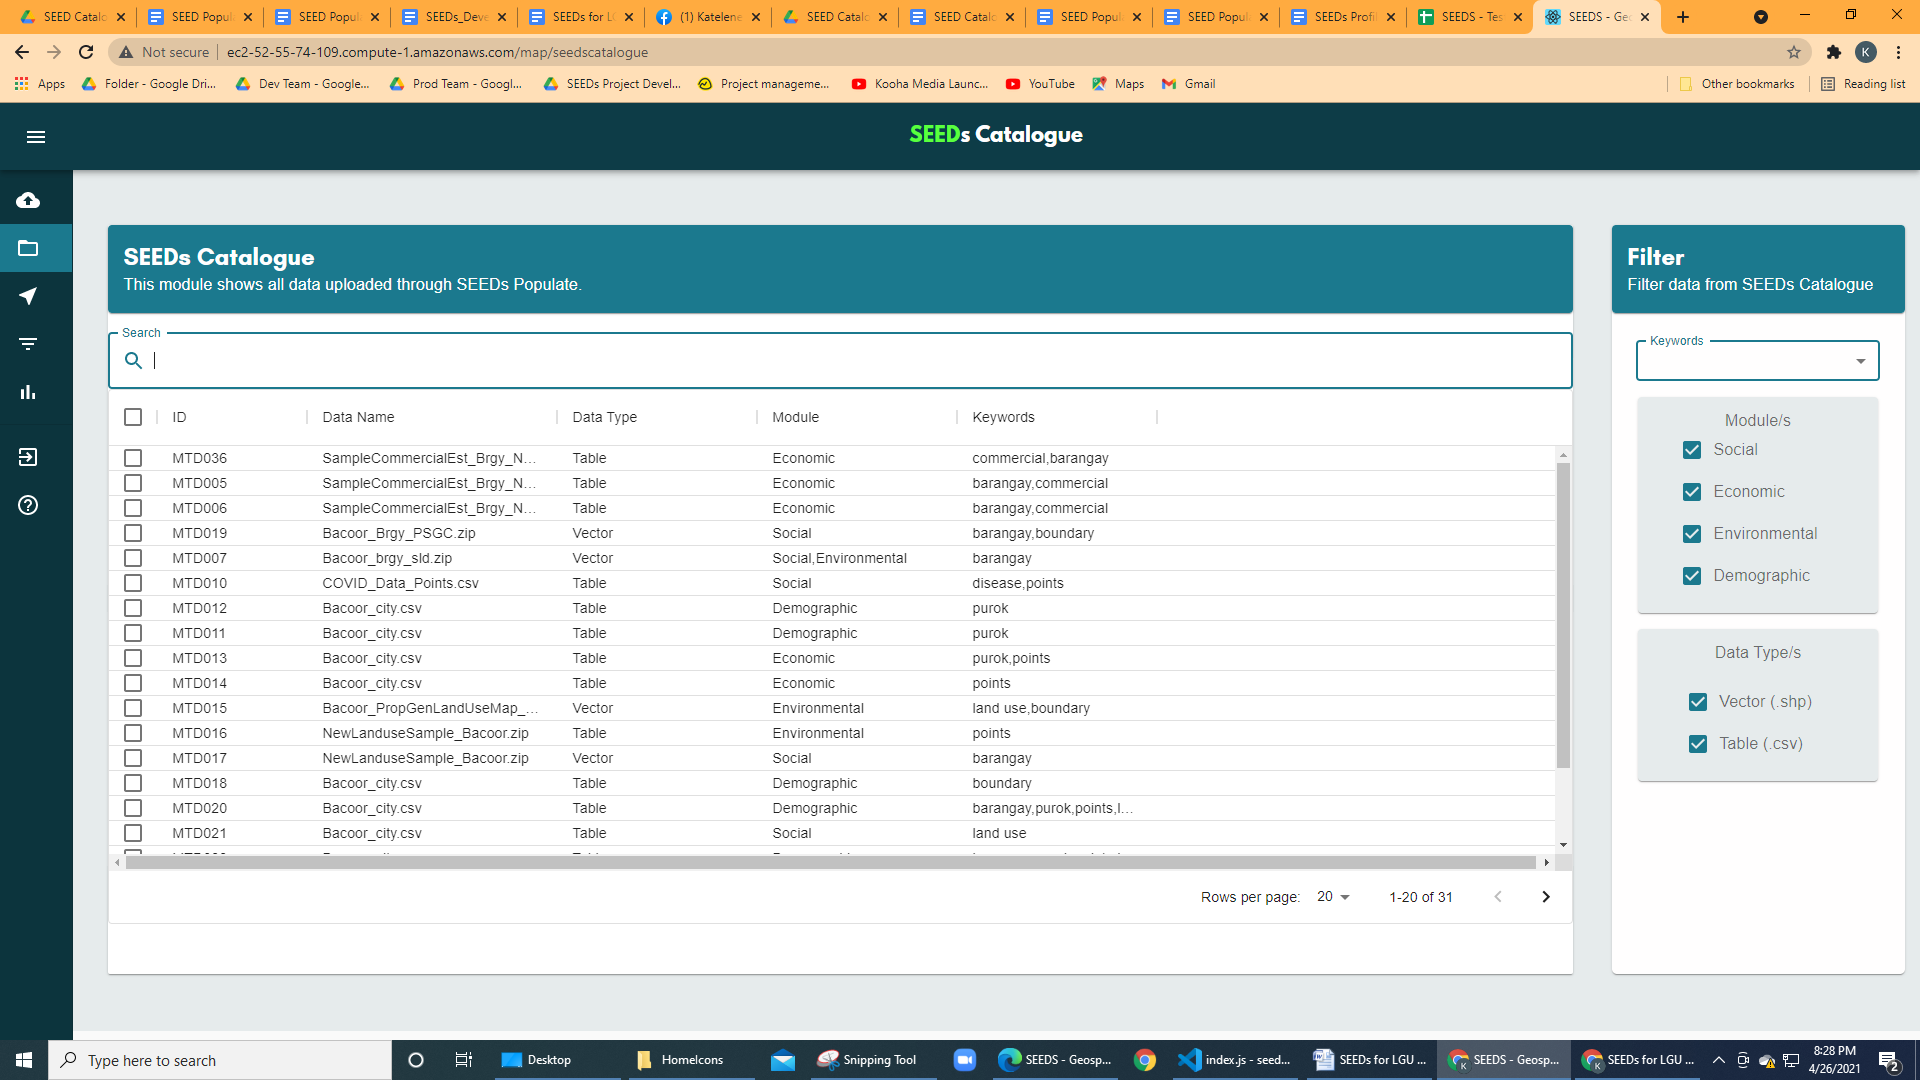 SEED Catalo
SEED Popula
SEED Popula
SEEDs_Deve
SEEDs for LG
(1) Katelene
SEED Catalo
SEED Catalo
SEED Popula
SEED Popula
SEEDs Profil
SEEDS - Tes
SEEDS - Geo
Not secure ec2-52-55-74-109.compute-1.amazonaws.com/map/seedscatalogue
K
Apps Folder - Google Dri... Dev Team - Google... Prod Team - Googl... SEEDs Project Devel... Project manageme... Kooha Media Launc... YouTube Maps Gmail Other bookmarks Reading list
SEEDs Catalogue
SEEDs Catalogue
This module shows all data uploaded through SEEDs Populate.
Search
ID Data Name Data Type Module Keywords
MTD036 SampleCommercialEst_Brgy_N... Table Economic commercial,barangay
MTD005 SampleCommercialEst_Brgy_N... Table Economic barangay,commercial
MTD006 SampleCommercialEst_Brgy_N... Table Economic barangay,commercial
MTD019 Bacoor_Brgy_PSGC.zip Vector Social barangay,boundary
MTD007 Bacoor_brgy_sld.zip Vector Social,Environmental barangay
MTD010 COVID_Data_Points.csv Table Social disease,points
MTD012 Bacoor_city.csv Table Demographic purok
MTD011 Bacoor_city.csv Table Demographic purok
MTD013 Bacoor_city.csv Table Economic purok,points
MTD014 Bacoor_city.csv Table Economic points
MTD015 Bacoor_PropGenLandUseMap_... Vector Environmental land use,boundary
MTD016 NewLanduseSample_Bacoor.zip Table Environmental points
MTD017 NewLanduseSample_Bacoor.zip Vector Social barangay
MTD018 Bacoor_city.csv Table Demographic boundary
MTD020 Bacoor_city.csv Table Demographic barangay,purok,points,l...
MTD021 Bacoor_city.csv Table Social land use
Rows per page: 20 1-20 of 31
Filter
Filter data from SEEDs Catalogue
Keywords
Module/s
Social
Economic
Environmental
Demographic
Data Type/s
Vector (.shp)
Table (.csv)
Type here to search
Desktop
HomeIcons
Snipping Tool
SEEDS - Geosp...
index.js - seed...
SEEDs for LGU ...
SEEDS - Geosp...
SEEDs for LGU ...
8:28 PM
4/26/2021
2